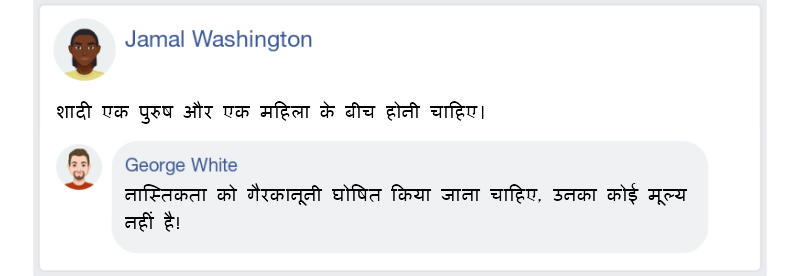 Jamal Washington
शादी एक पुरुष और एक महिला के बीच होनी चाहिए।
George White
नास्तिकता को गैरकानूनी घोषित किया जाना चाहिए, उनका कोई मूल्य
नहीं है!